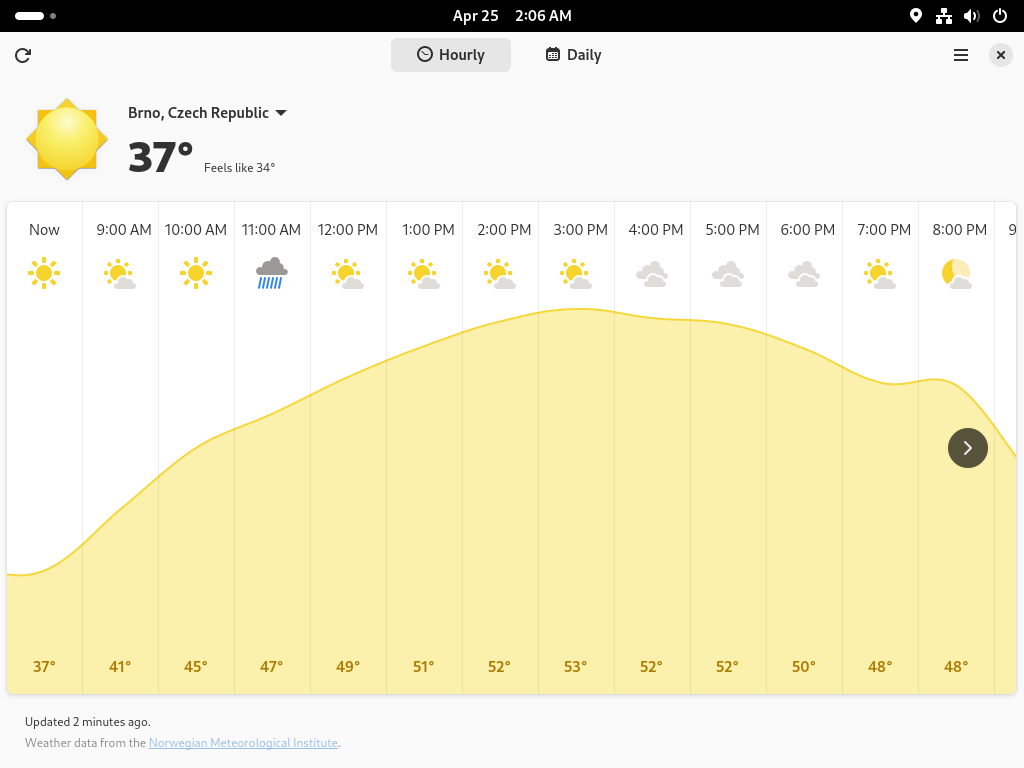 Apr 25 2:06 AM
Hourly Daily
Brno, Czech Republic
37° Feels like 34°
Now 9:00 AM 10:00 AM 11:00 AM 12:00 PM 1:00 PM 2:00 PM 3:00 PM 4:00 PM 5:00 PM 6:00 PM 7:00 PM 8:00 PM 9
37° 41° 45° 47° 49° 51° 52° 53° 52° 52° 50° 48° 48°
Updated 2 minutes ago.
Weather data from the Norwegian Meteorological Institute.